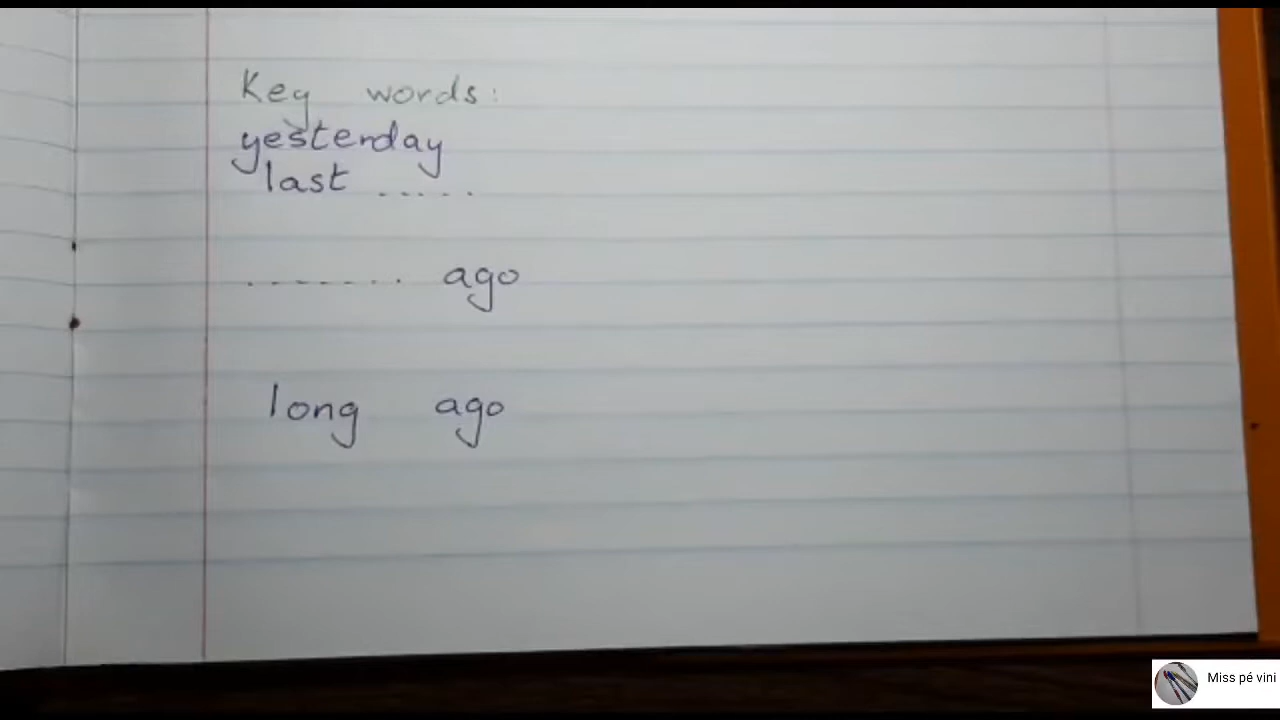 Key words:
yesterday
last .....
....... ago
long ago
Miss pé vini